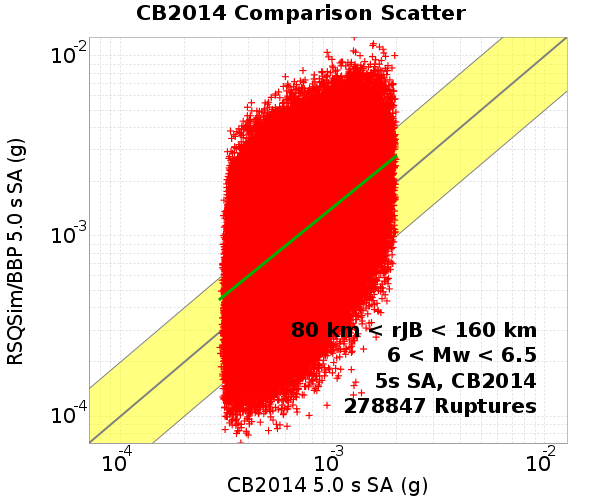 CB2014 Comparison Scatter
RSQSim/BBP 5.0 s SA (g)
10-2
10-3
10-4
80 km < rJB < 160 km
6 < Mw < 6.5
5s SA, CB2014
278847 Ruptures
10-4 10-3 10-2
CB2014 5.0 s SA (g)